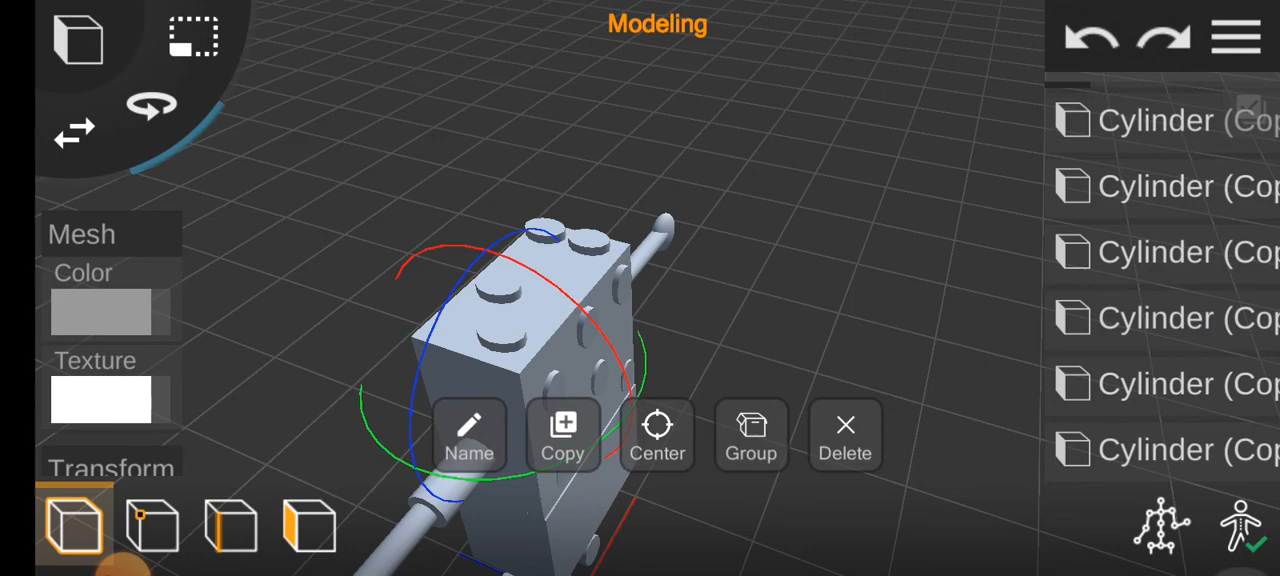 Modeling
Mesh
Color
Texture
Transform
Name
Copy
Center
Group
Delete
Cylinder (Cop
Cylinder (Cop
Cylinder (Cop
Cylinder (Cop
Cylinder (Cop
Cylinder (Cop